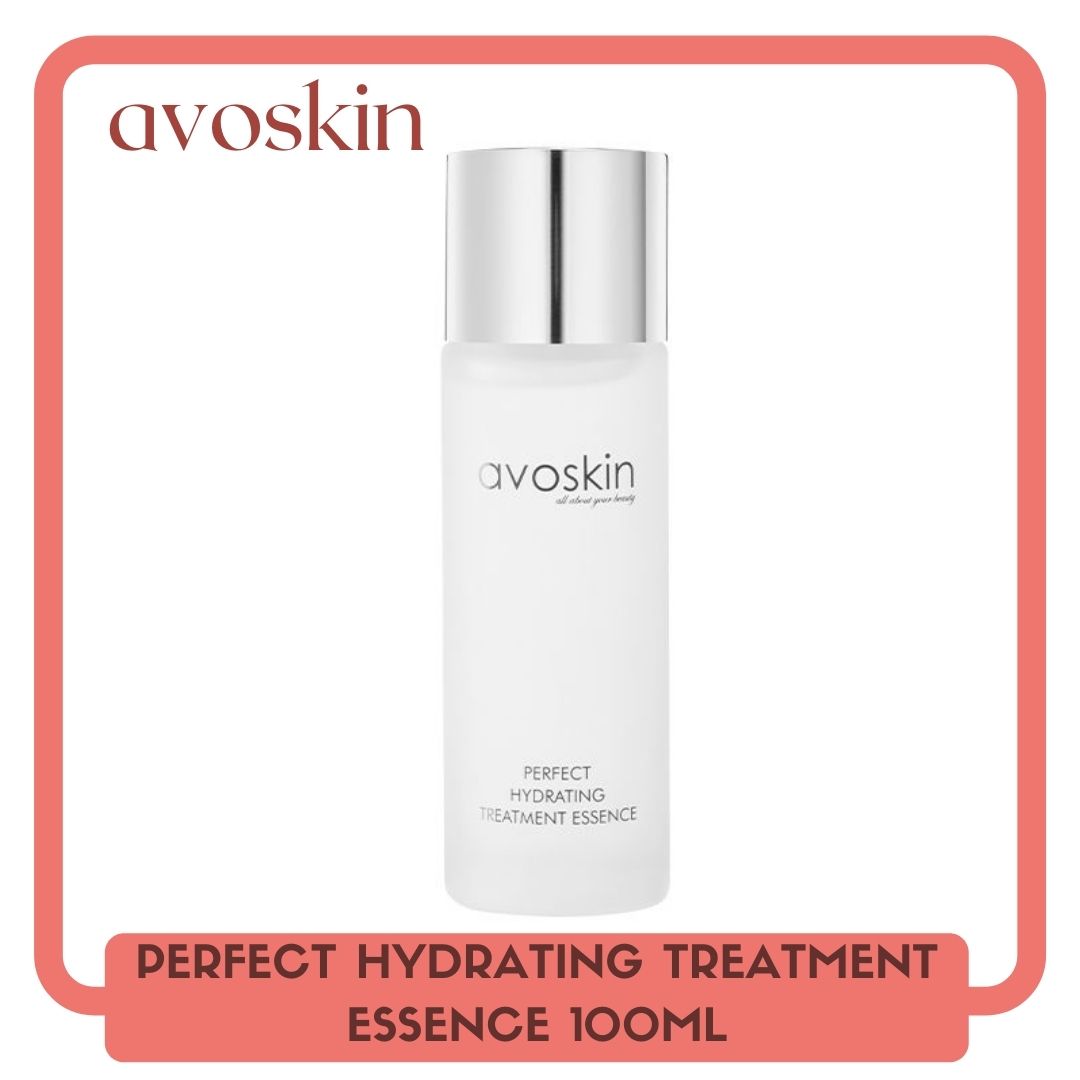 avoskin
avoskin
all about your beauty
PERFECT
HYDRATING
TREATMENT ESSENCE
PERFECT HYDRATING TREATMENT
ESSENCE 100ML